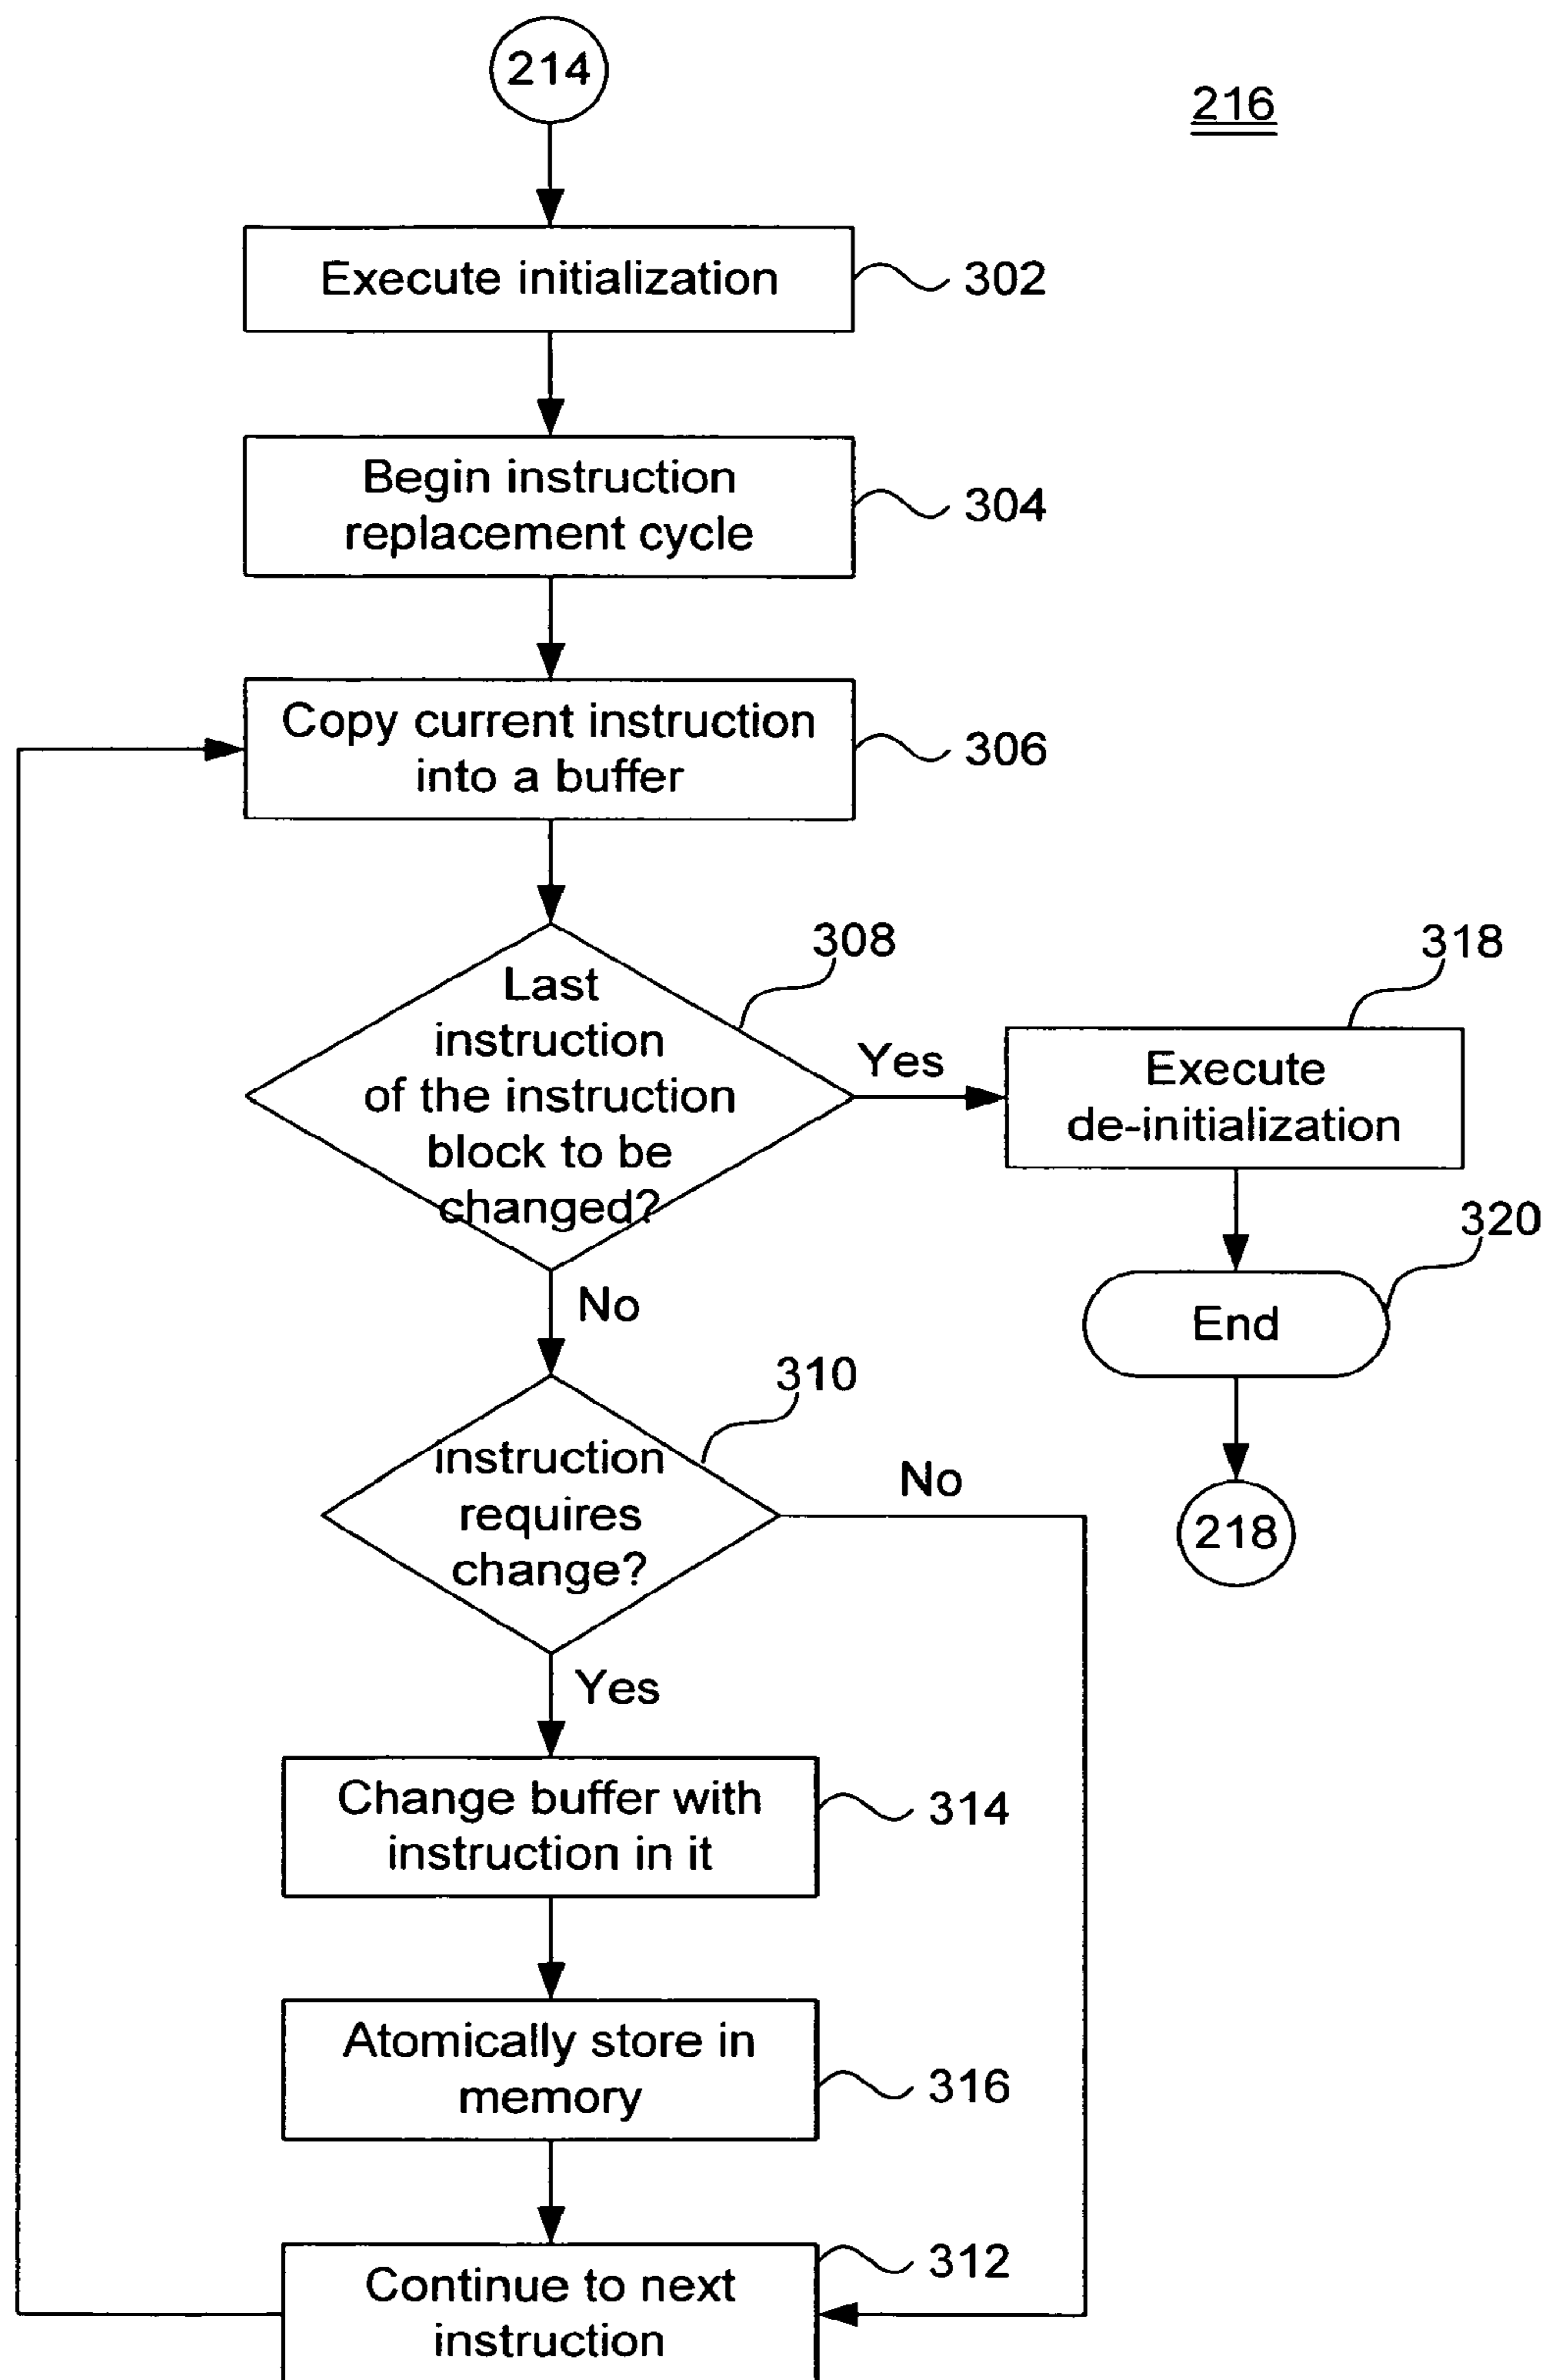 214
216
Execute initialization
302
Begin instruction
replacement cycle
304
Copy current instruction
into a buffer
306
308
Last
instruction
of the instruction
block to be
changed?
Yes
318
Execute
de-initialization
320
End
218
No
310
instruction
requires
change?
No
Yes
Change buffer with
instruction in it
314
Atomically store in
memory
316
312
Continue to next
instruction